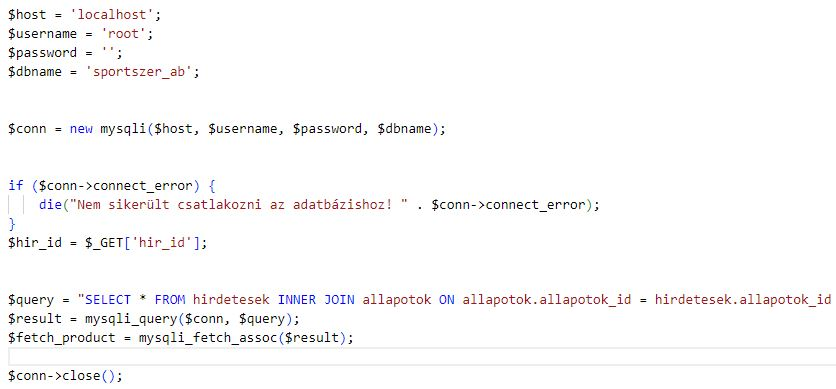 $host = 'localhost';
$username = 'root';
$password = '';
$dbname = 'sportszer_ab';
$conn = new mysqli($host, $username, $password, $dbname);
if ($conn->connect_error) {
die("Nem sikerült csatlakozni az adatbázishoz! " . $conn->connect_error);
}
$hir_id = $_GET['hir_id'];
$query = "SELECT * FROM hirdetesek INNER JOIN allapotok ON allapotok.allapotok_id = hirdetesek.allapotok_id
$result = mysqli_query($conn, $query);
$fetch_product = mysqli_fetch_assoc($result);
$conn->close();